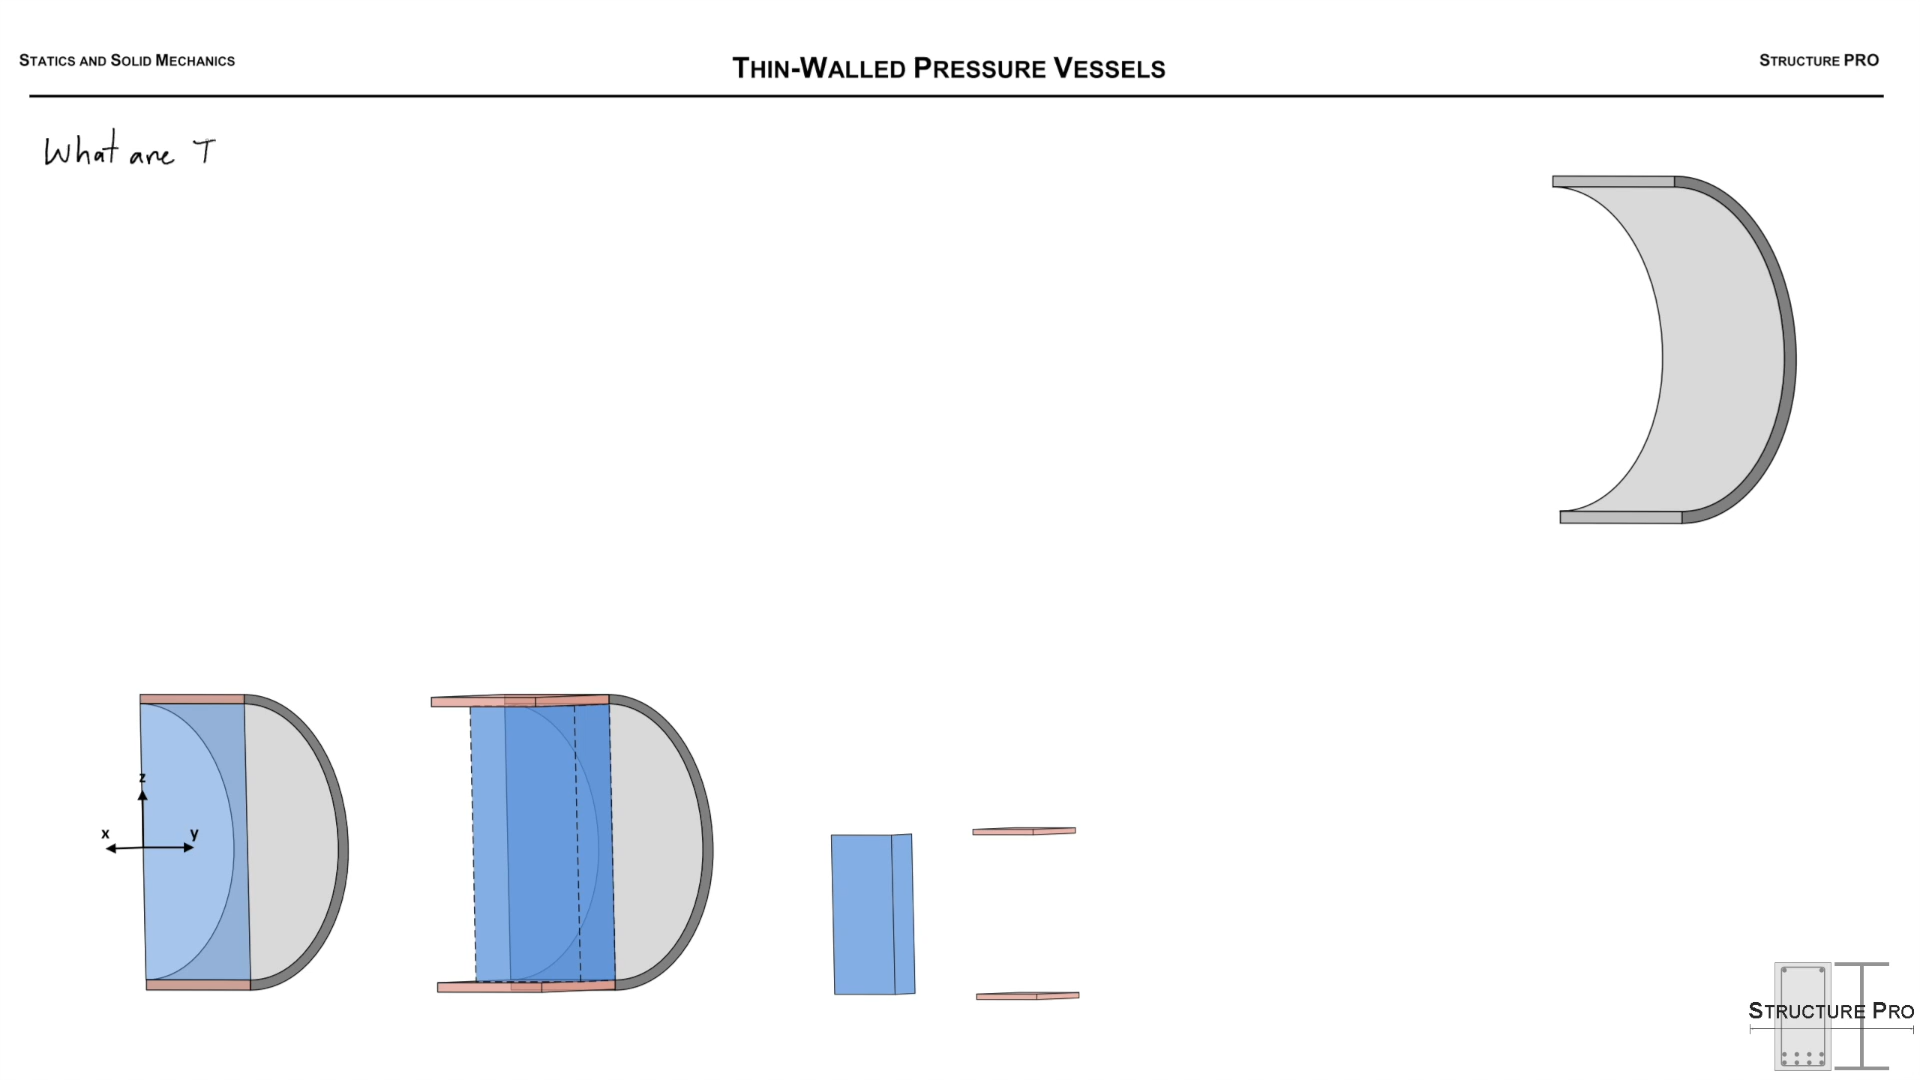 STATICS AND SOLID MECHANICS
THIN-WALLED PRESSURE VESSELS
STRUCTURE PRO
What are T
z
x
y
STRUCTURE PRO